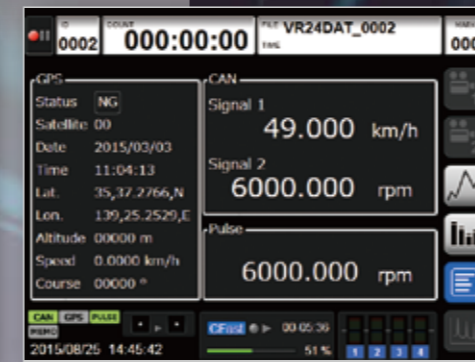 ID
0002
COUNT
000:00:00
FILE VR24DAT_0002
TIME
000
GPS
Status NG
Satellite 00
Date 2015/03/03
Time 11:04:13
Lat. 35,37.2766,N
Lon. 139,25.2529,E
Altitude 00000 m
Speed 0.0000 km/h
Course 00000 °
CAN
Signal 1
49.000 km/h
Signal 2
6000.000 rpm
Pulse
6000.000 rpm
CAN GPS PULSE
MEMO
2015/08/25 14:45:42
CFast 00:05:36
51 %
1 2 3 4